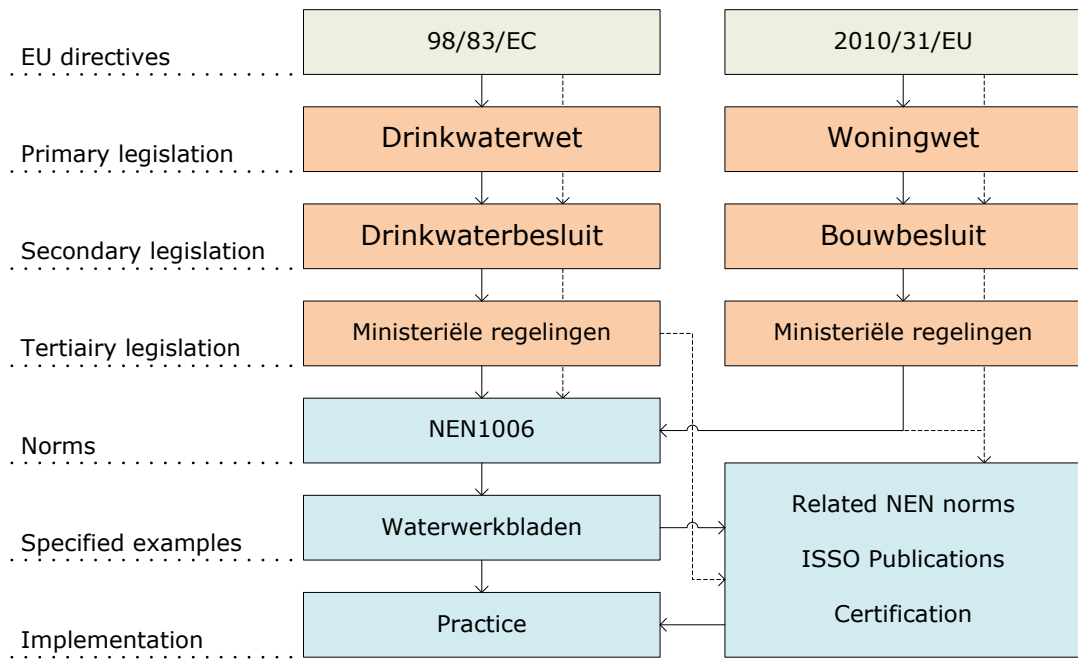 EU directives
98/83/EC
2010/31/EU
Primary legislation
Drinkwaterwet
Woningwet
Secondary legislation
Drinkwaterbesluit
Bouwbesluit
Tertiairy legislation
Ministeriële regelingen
Ministeriële regelingen
Norms
NEN1006
Specified examples
Waterwerkbladen
Related NEN norms
ISSO Publications
Certification
Implementation
Practice